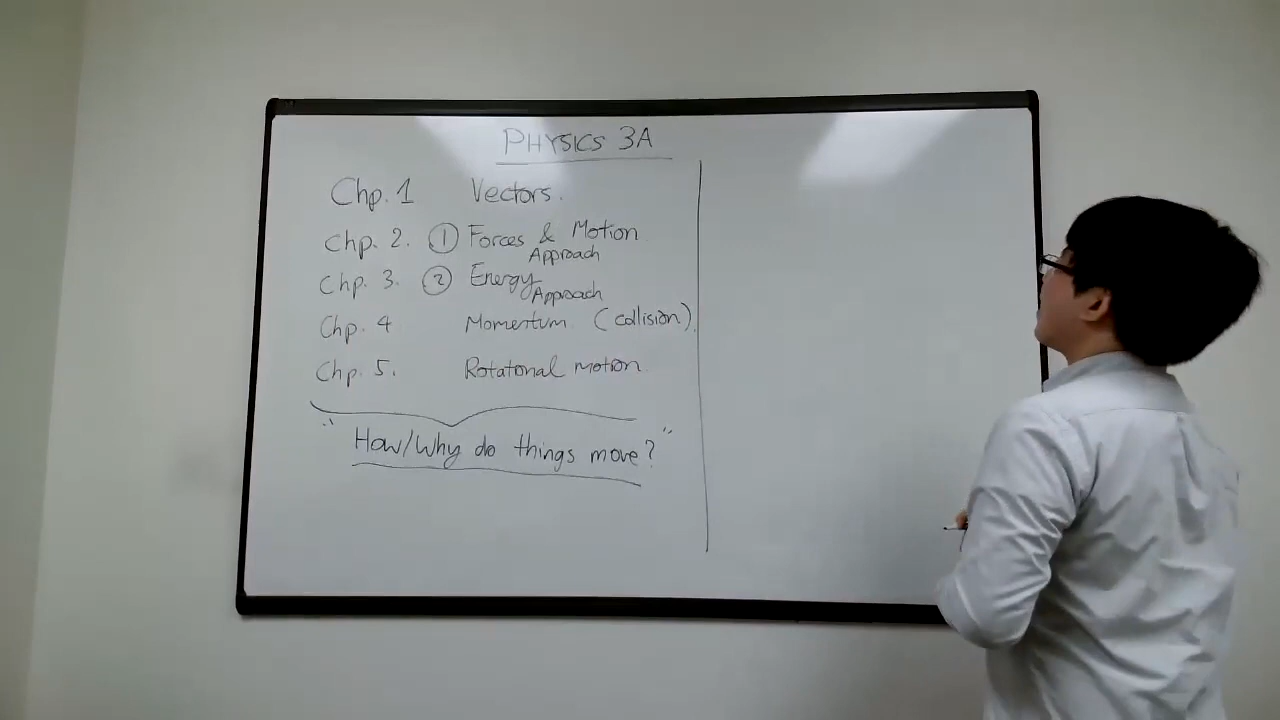 PHYSICS 3A
Chp. 1 Vectors.
Chp. 2. ① Forces & Motion
Approach
Chp. 3. ② Energy
Approach
Chp. 4 Momentum (collision)
Chp. 5. Rotatonal motion
"How/Why do things move?"